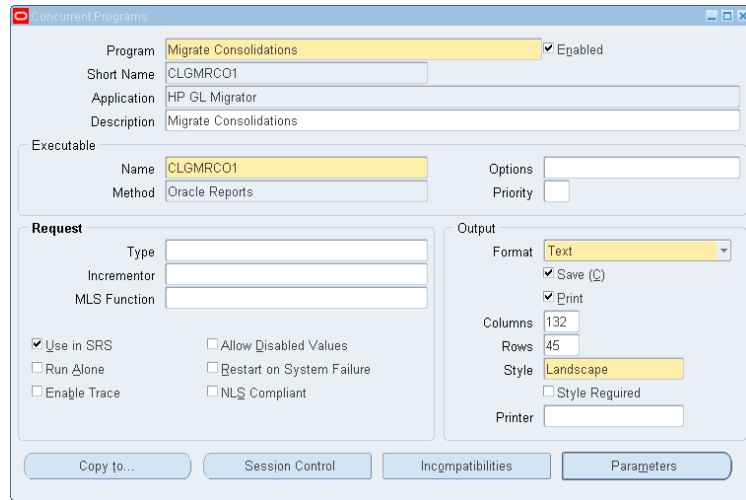 Concurrent Programs
Program Migrate Consolidations Enabled
Short Name CLGMRCO1
Application HP GL Migrator
Description Migrate Consolidations
Executable
Name CLGMRCO1 Options
Method Oracle Reports Priority
Request Output
Type Format Text
Incrementor Save (C)
MLS Function Print
Columns 132
Use in SRS Allow Disabled Values Rows 45
Run Alone Restart on System Failure Style Landscape
Enable Trace NLS Compliant Style Required
Printer
Copy to... Session Control Incompatibilities Parameters